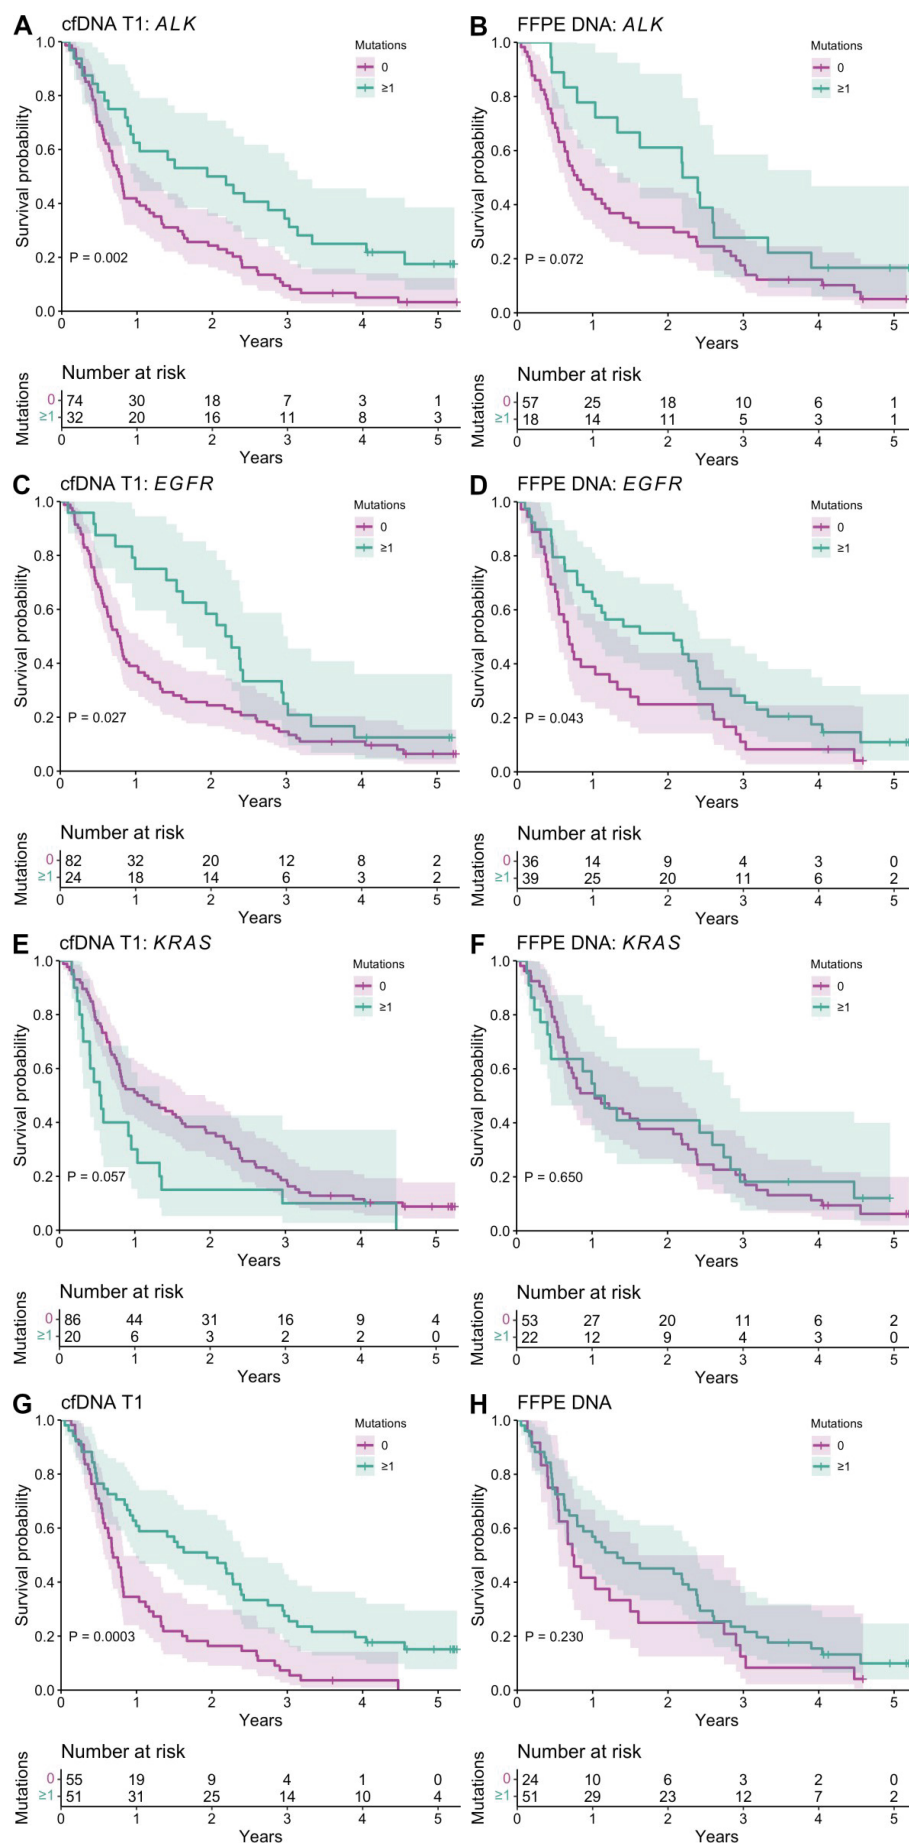 A cfDNA T1: ALK
Mutations
0
≥1
Survival probability
1.0
0.8
0.6
0.4
0.2
0.0
P = 0.002
0 1 2 3 4 5
Years
Number at risk
Mutations
0 74 30 18 7 3 1
≥1 32 20 16 11 8 3
0 1 2 3 4 5
Years
B FFPE DNA: ALK
Mutations
0
≥1
Survival probability
1.0
0.8
0.6
0.4
0.2
0.0
P = 0.072
0 1 2 3 4 5
Years
Number at risk
Mutations
0 57 25 18 10 6 1
≥1 18 14 11 5 3 1
0 1 2 3 4 5
Years
C cfDNA T1: EGFR
Mutations
0
≥1
Survival probability
1.0
0.8
0.6
0.4
0.2
0.0
P = 0.027
0 1 2 3 4 5
Years
Number at risk
Mutations
0 82 32 20 12 8 2
≥1 24 18 14 6 3 2
0 1 2 3 4 5
Years
D FFPE DNA: EGFR
Mutations
0
≥1
Survival probability
1.0
0.8
0.6
0.4
0.2
0.0
P = 0.043
0 1 2 3 4 5
Years
Number at risk
Mutations
0 36 14 9 4 3 0
≥1 39 25 20 11 6 2
0 1 2 3 4 5
Years
E cfDNA T1: KRAS
Mutations
0
≥1
Survival probability
1.0
0.8
0.6
0.4
0.2
0.0
P = 0.057
0 1 2 3 4 5
Years
Number at risk
Mutations
0 86 44 31 16 9 4
≥1 20 6 3 2 2 0
0 1 2 3 4 5
Years
F FFPE DNA: KRAS
Mutations
0
≥1
Survival probability
1.0
0.8
0.6
0.4
0.2
0.0
P = 0.650
0 1 2 3 4 5
Years
Number at risk
Mutations
0 53 27 20 11 6 2
≥1 22 12 9 4 3 0
0 1 2 3 4 5
Years
G cfDNA T1
Mutations
0
≥1
Survival probability
1.0
0.8
0.6
0.4
0.2
0.0
P = 0.0003
0 1 2 3 4 5
Years
Number at risk
Mutations
0 55 19 9 4 1 0
≥1 51 31 25 14 10 4
0 1 2 3 4 5
Years
H FFPE DNA
Mutations
0
≥1
Survival probability
1.0
0.8
0.6
0.4
0.2
0.0
P = 0.230
0 1 2 3 4 5
Years
Number at risk
Mutations
0 24 10 6 3 2 0
≥1 51 29 23 12 7 2
0 1 2 3 4 5
Years